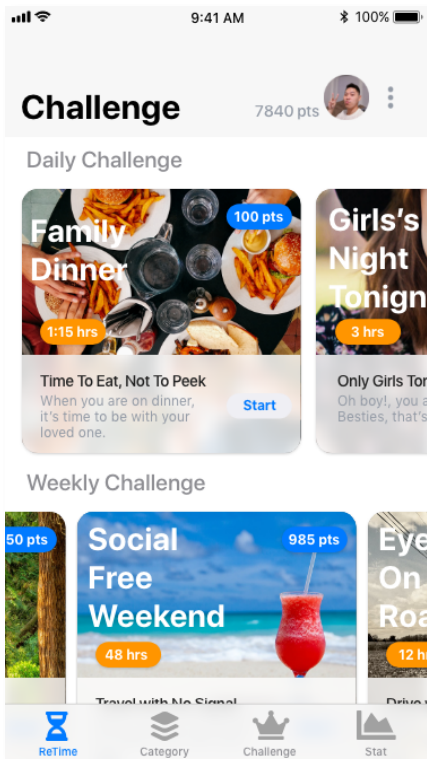 9:41 AM
100%
Challenge
7840 pts
Daily Challenge
Family
Dinner
100 pts
1:15 hrs
Time To Eat, Not To Peek
When you are on dinner,
it's time to be with your
loved one.
Start
Girls's
Night
Tonign
3 hrs
Only Girls Tor
Oh boy!, you a
Besties, that's
Weekly Challenge
50 pts
Social
Free
Weekend
985 pts
48 hrs
Travel with No Signal
Eye
On
Roa
12 h
Drive
ReTime
Category
Challenge
Stat